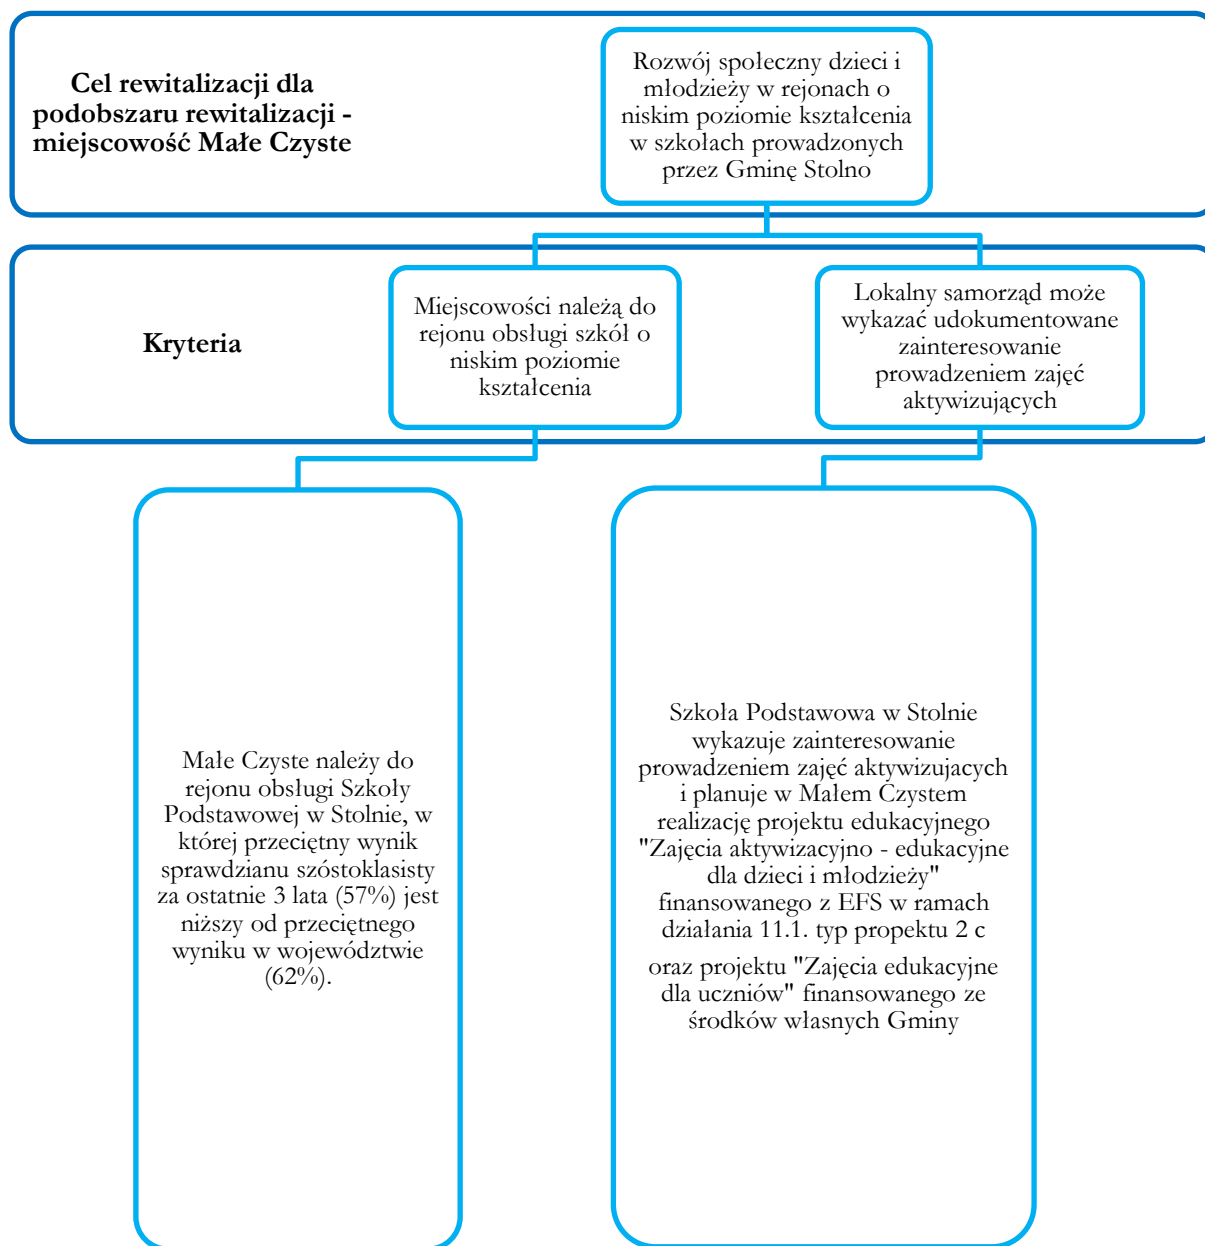 Cel rewitalizacji dla
podobszaru rewitalizacji -
miejscowość Małe Czyste
Rozwój społeczny dzieci i
młodzieży w rejonach o
niskim poziomie kształcenia
w szkołach prowadzonych
przez Gminę Stolno
Kryteria
Miejscowości należą do
rejonu obsługi szkół o
niskim poziomie
kształcenia
Lokalny samorząd może
wykazać udokumentowane
zainteresowanie
prowadzeniem zajęć
aktywizujących
Małe Czyste należy do
rejonu obsługi Szkoły
Podstawowej w Stolnie, w
której przeciętny wynik
sprawdzianu szóstoklasisty
za ostatnie 3 lata (57%) jest
niższy od przeciętnego
wyniku w województwie
(62%).
Szkoła Podstawowa w Stolnie
wykazuje zainteresowanie
prowadzeniem zajęć aktywizujacych
i planuje w Małem Czystem
realizację projektu edukacyjnego
"Zajęcia aktywizacyjno - edukacyjne
dla dzieci i młodzieży"
finansowanego z EFS w ramach
działania 11.1. typ propektu 2 c
oraz projektu "Zajęcia edukacyjne
dla uczniów" finansowanego ze
środków własnych Gminy